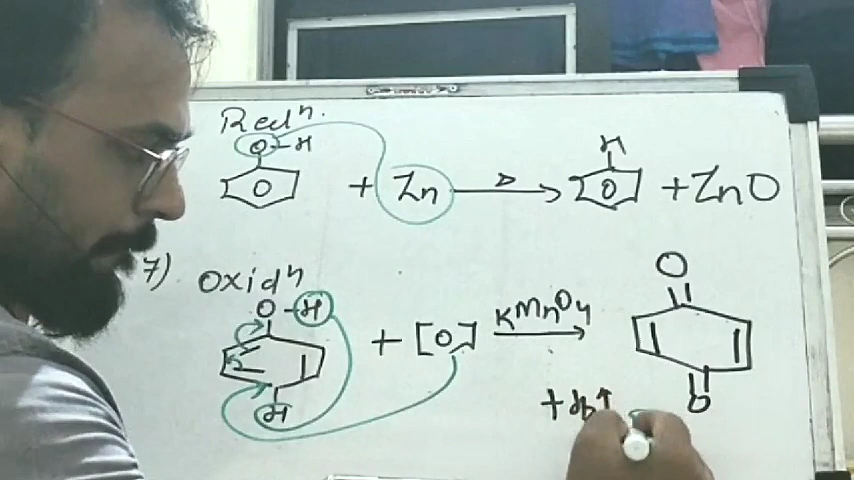 Redⁿ.
O-H
H
O + Zn Δ O + ZnO
7) Oxidⁿ
O
O-H
+ [O] KMnO4
H
O